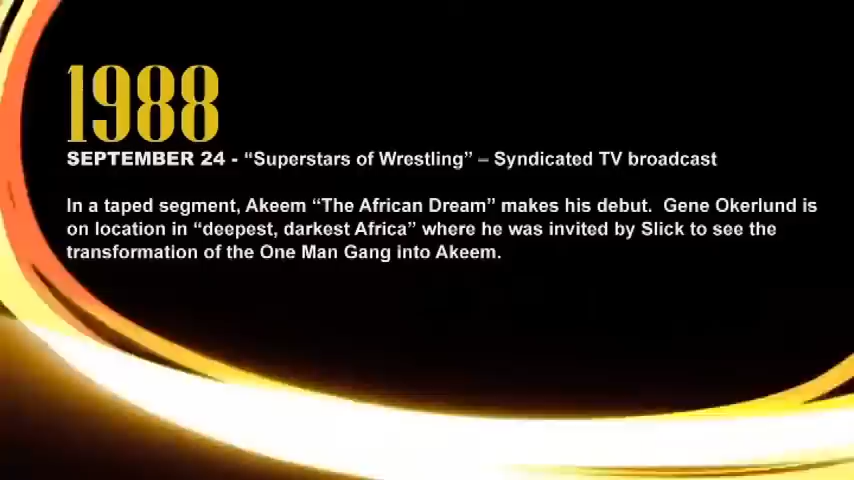 1988
SEPTEMBER 24 - “Superstars of Wrestling” – Syndicated TV broadcast
In a taped segment, Akeem “The African Dream” makes his debut.  Gene Okerlund is
on location in “deepest, darkest Africa” where he was invited by Slick to see the
transformation of the One Man Gang into Akeem.